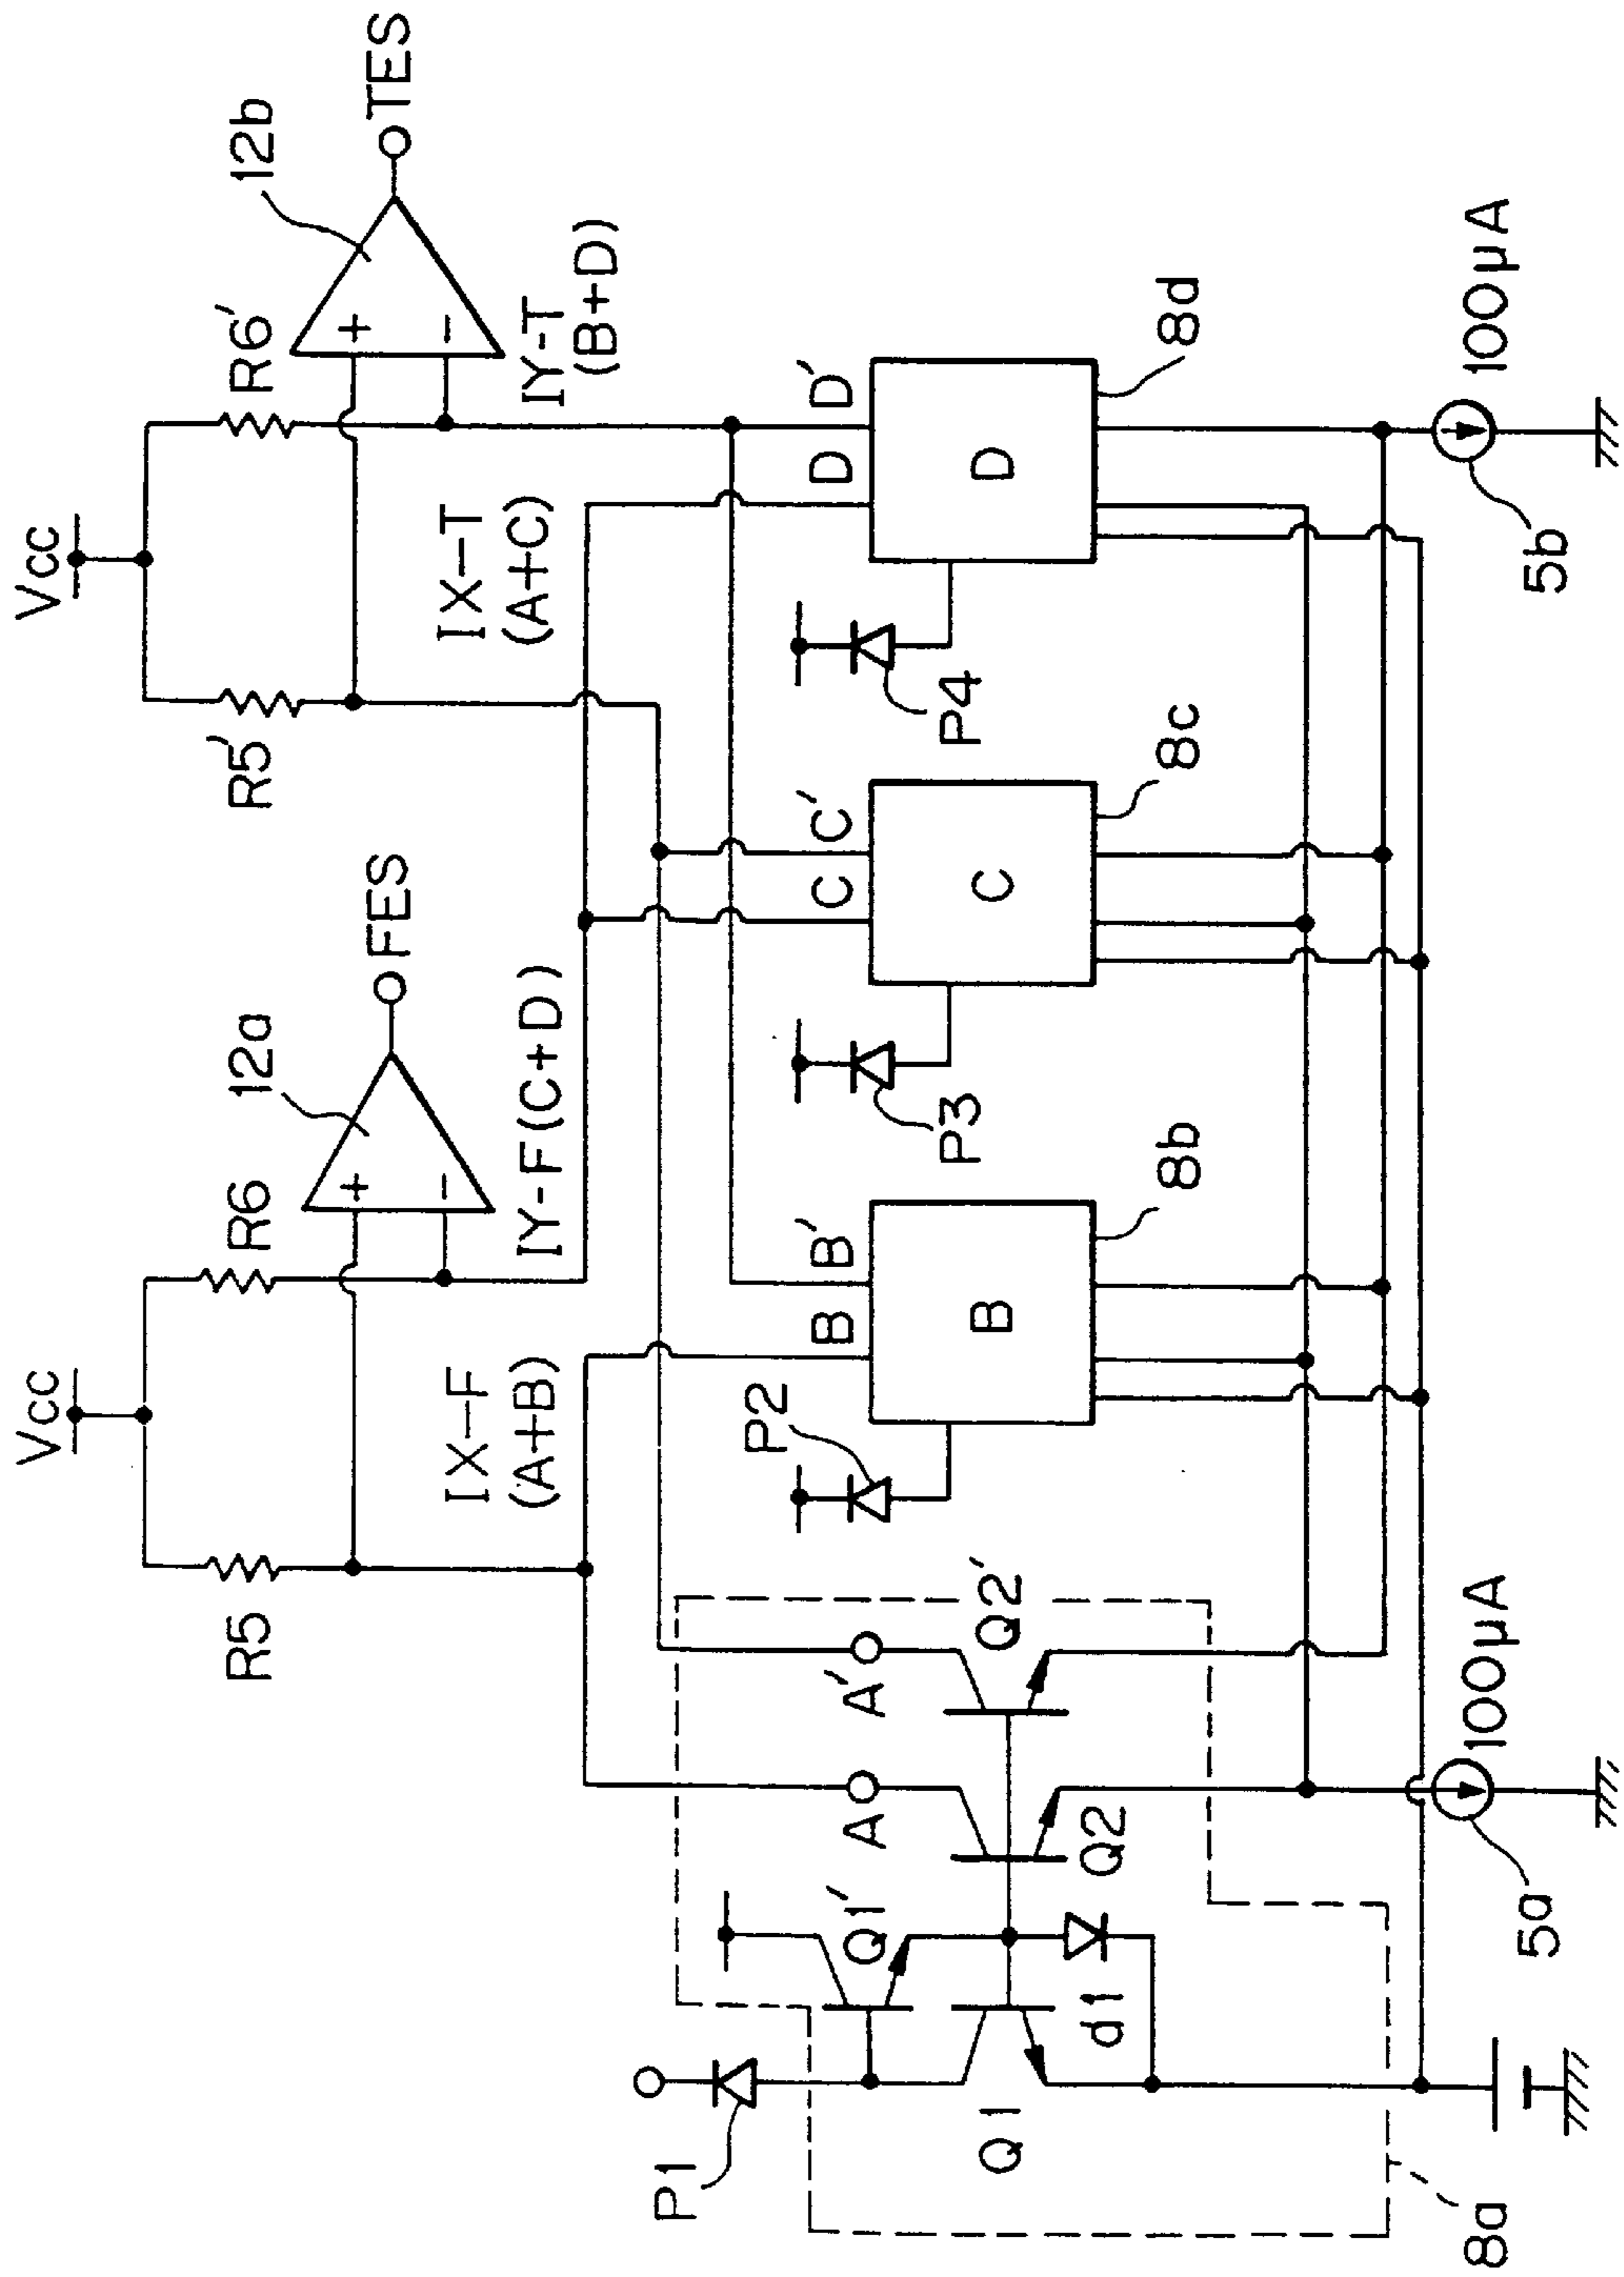 Vcc
Vcc
R5
R6
12a
FES
R5'
R6'
12b
TES
IX-F
(A+B)
IY-F(C+D)
IX-T
(A+C)
IY-T
(B+D)
P1
Q1'
A
A'
P2
B
B'
P3
C
C'
P4
D
D'
Q1
d1
Q2
Q2'
B
8b
C
8c
D
8d
8a
5a
100μA
5b
100μA